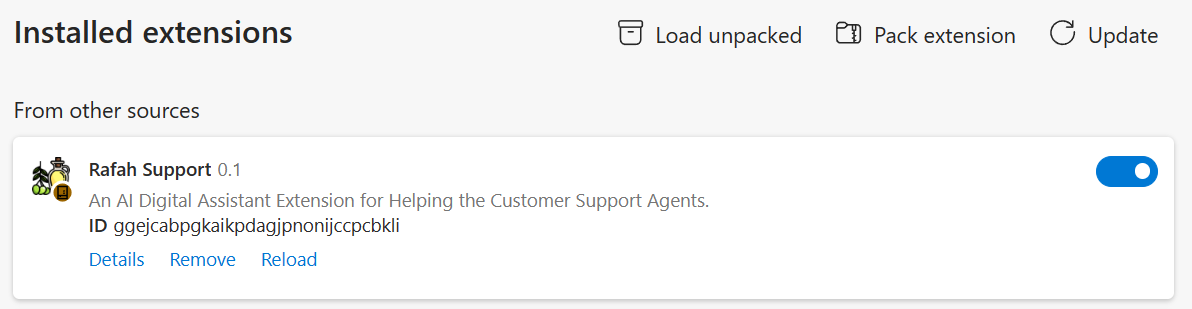 Installed extensions
Load unpacked
Pack extension
Update
From other sources
Rafah Support 0.1
An AI Digital Assistant Extension for Helping the Customer Support Agents.
ID ggejcabpgkaikpdagjpnonijccpcbkli
Details Remove Reload